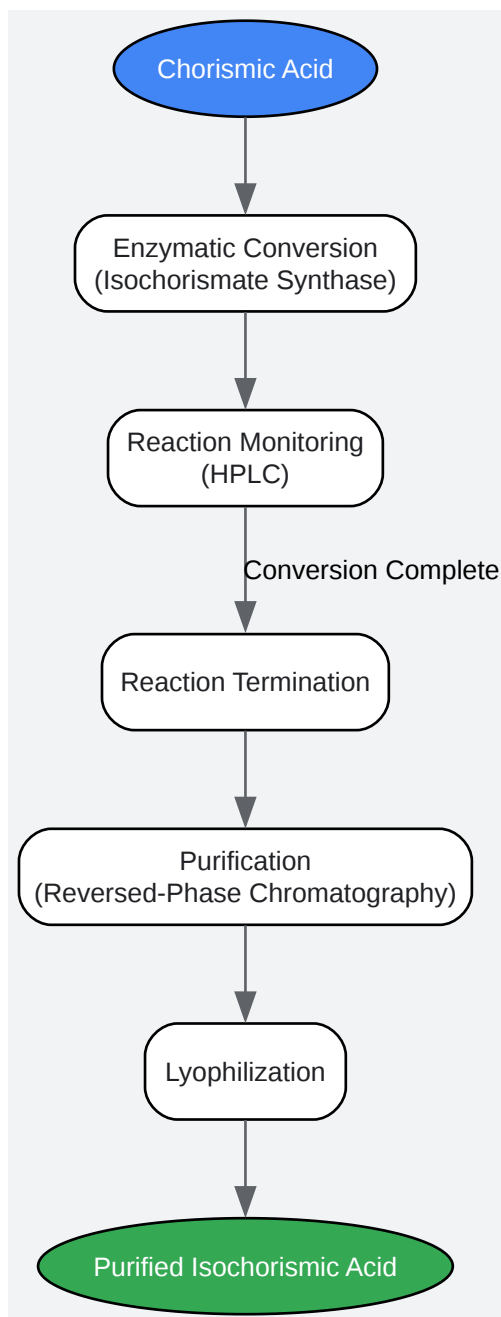 Chorismic Acid
Enzymatic Conversion
(Isochorismate Synthase)
Reaction Monitoring
(HPLC)
Conversion Complete
Reaction Termination
Purification
(Reversed-Phase Chromatography)
Lyophilization
Purified Isochorismic Acid